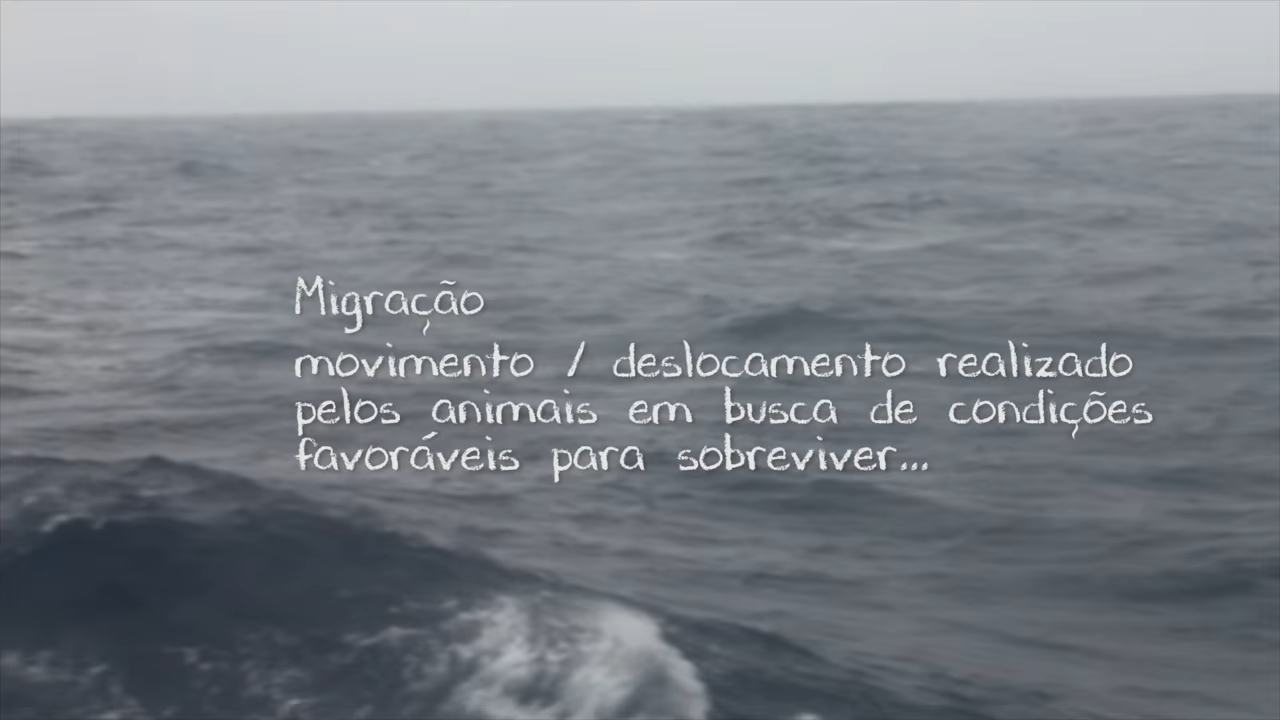 Migração
movimento / deslocamento realizado
pelos animais em busca de condições
favoráveis para sobreviver...